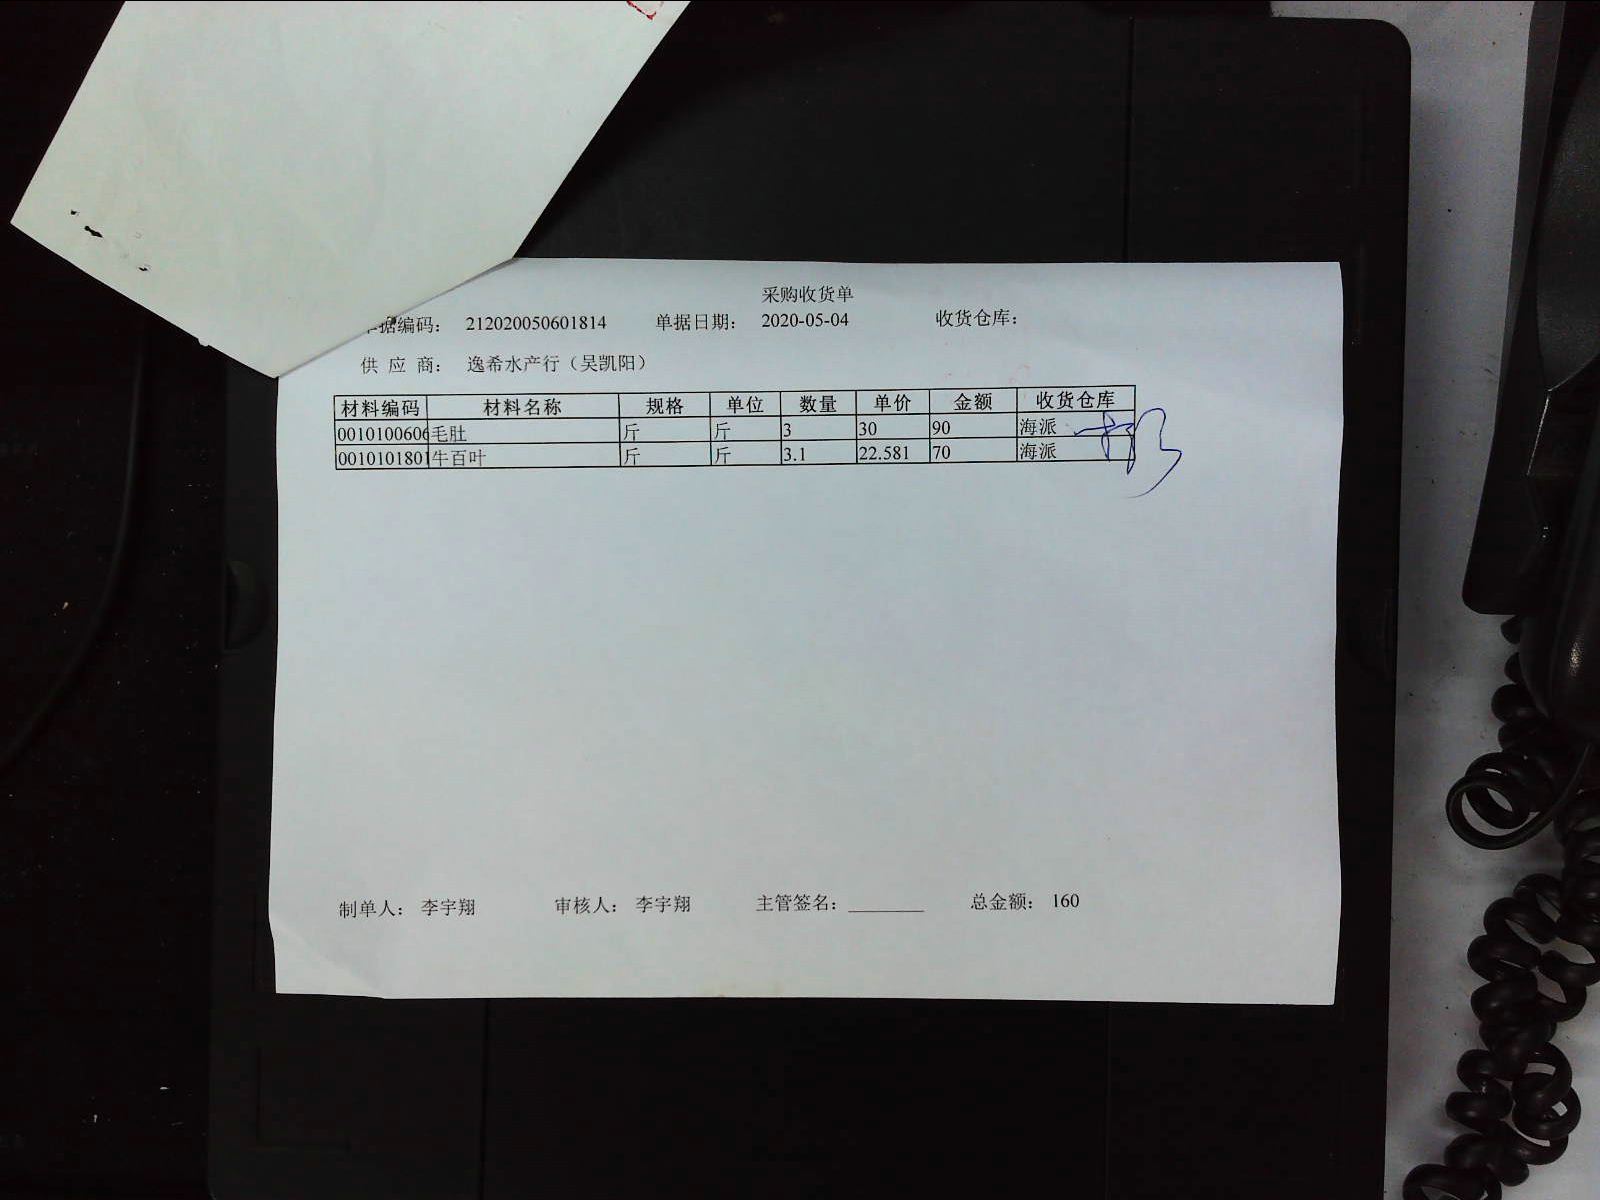 采购收货单
单据编码： 212020050601814 单据日期： 2020-05-04 收货仓库：
供 应 商： 逸希水产行（吴凯阳）
材料编码 材料名称 规格 单位 数量 单价 金额 收货仓库
0010100606 毛肚 斤 斤 3 30 90 海派
0010101801 牛百叶 斤 斤 3.1 22.581 70 海派
制单人： 李宇翔 审核人： 李宇翔 主管签名：________ 总金额： 160